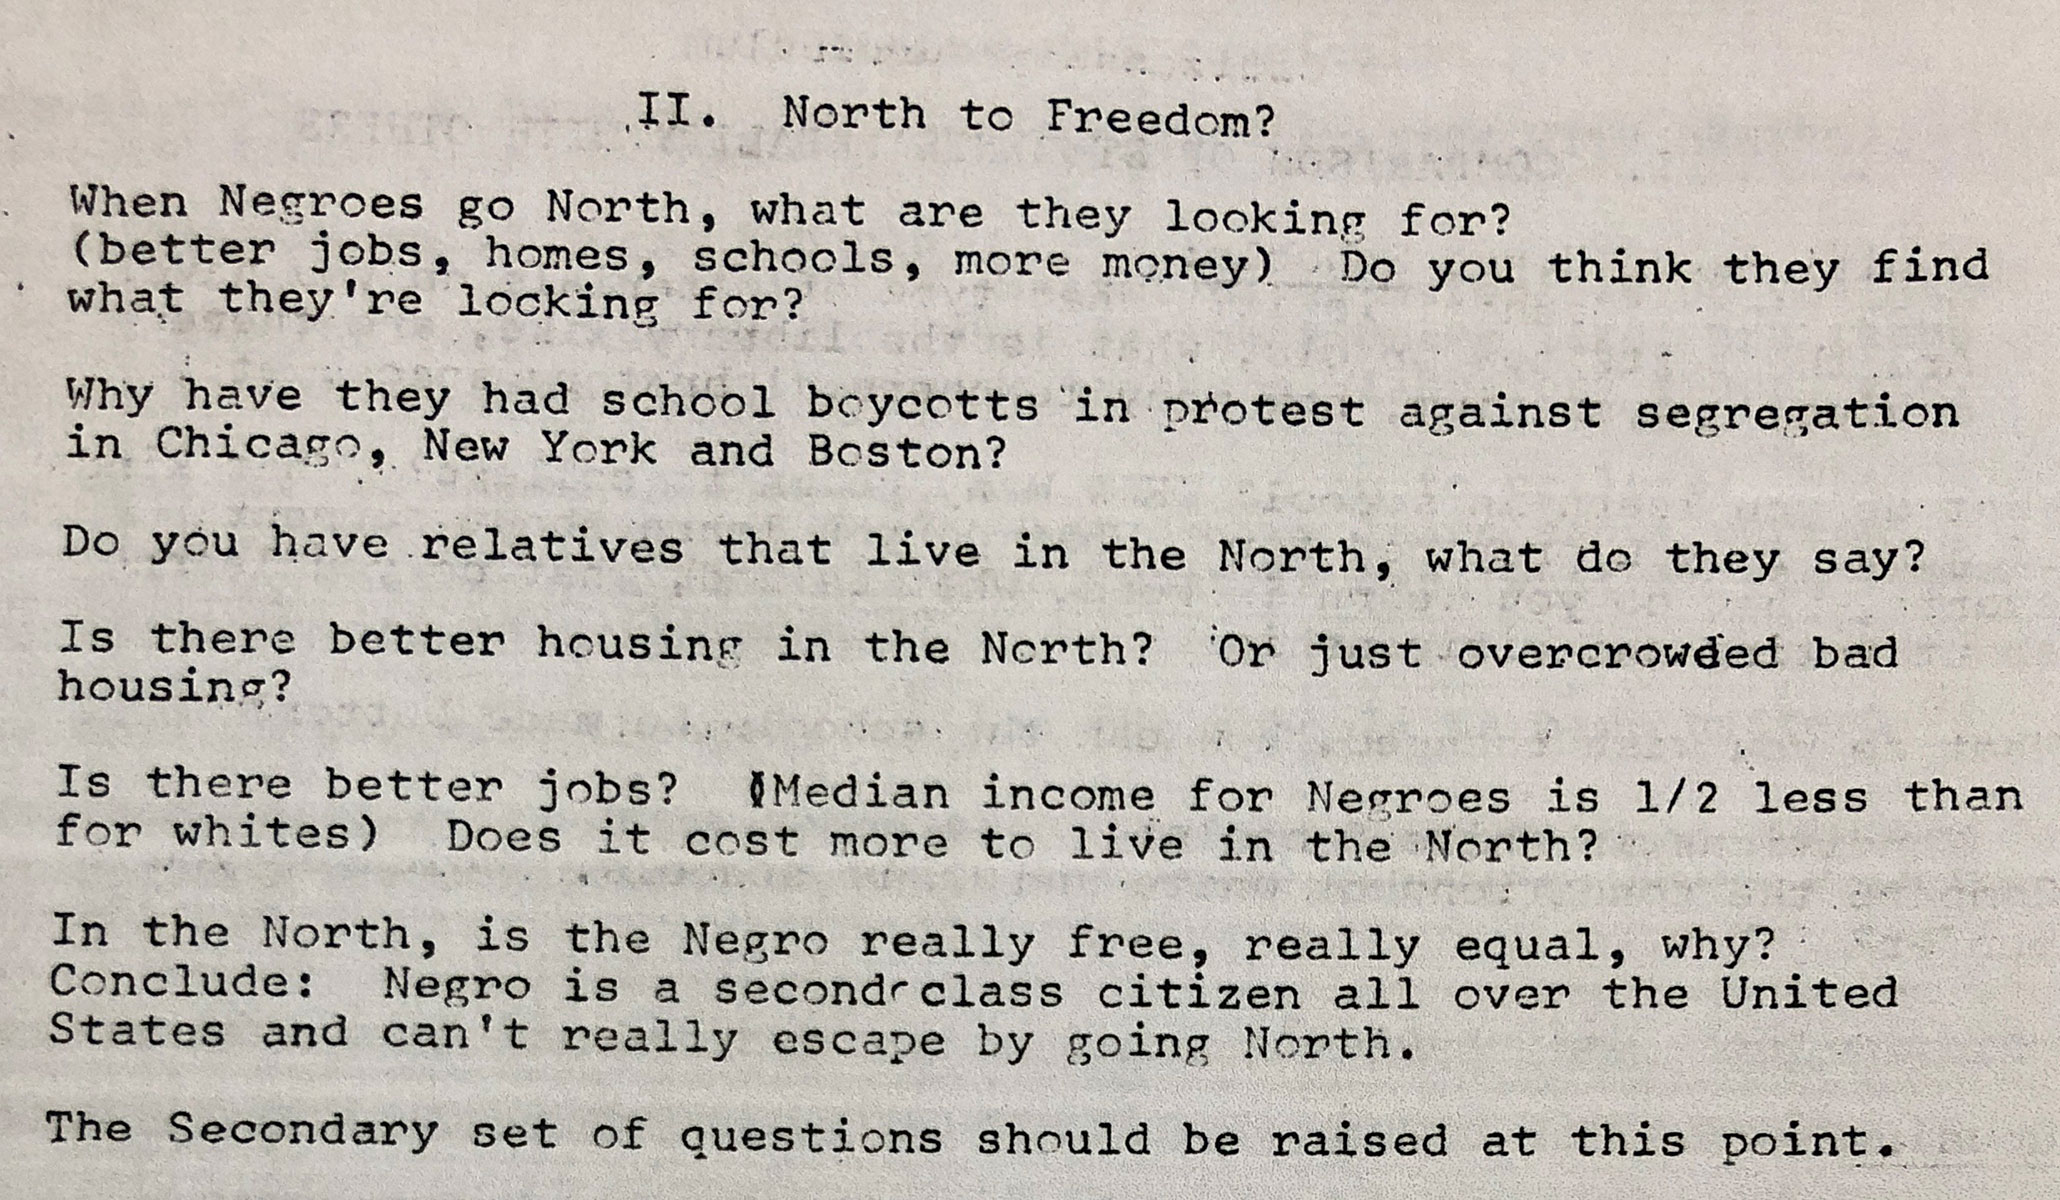 II. North to Freedom?
When Negroes go North, what are they looking for?
(better jobs, homes, schools, more money) Do you think they find
what they're looking for?
Why have they had school boycotts in protest against segregation
in Chicago, New York and Boston?
Do you have relatives that live in the North, what do they say?
Is there better housing in the North? Or just overcrowded bad
housing?
Is there better jobs? (Median income for Negroes is 1/2 less than
for whites) Does it cost more to live in the North?
In the North, is the Negro really free, really equal, why?
Conclude: Negro is a second-class citizen all over the United
States and can't really escape by going North.
The Secondary set of questions should be raised at this point.